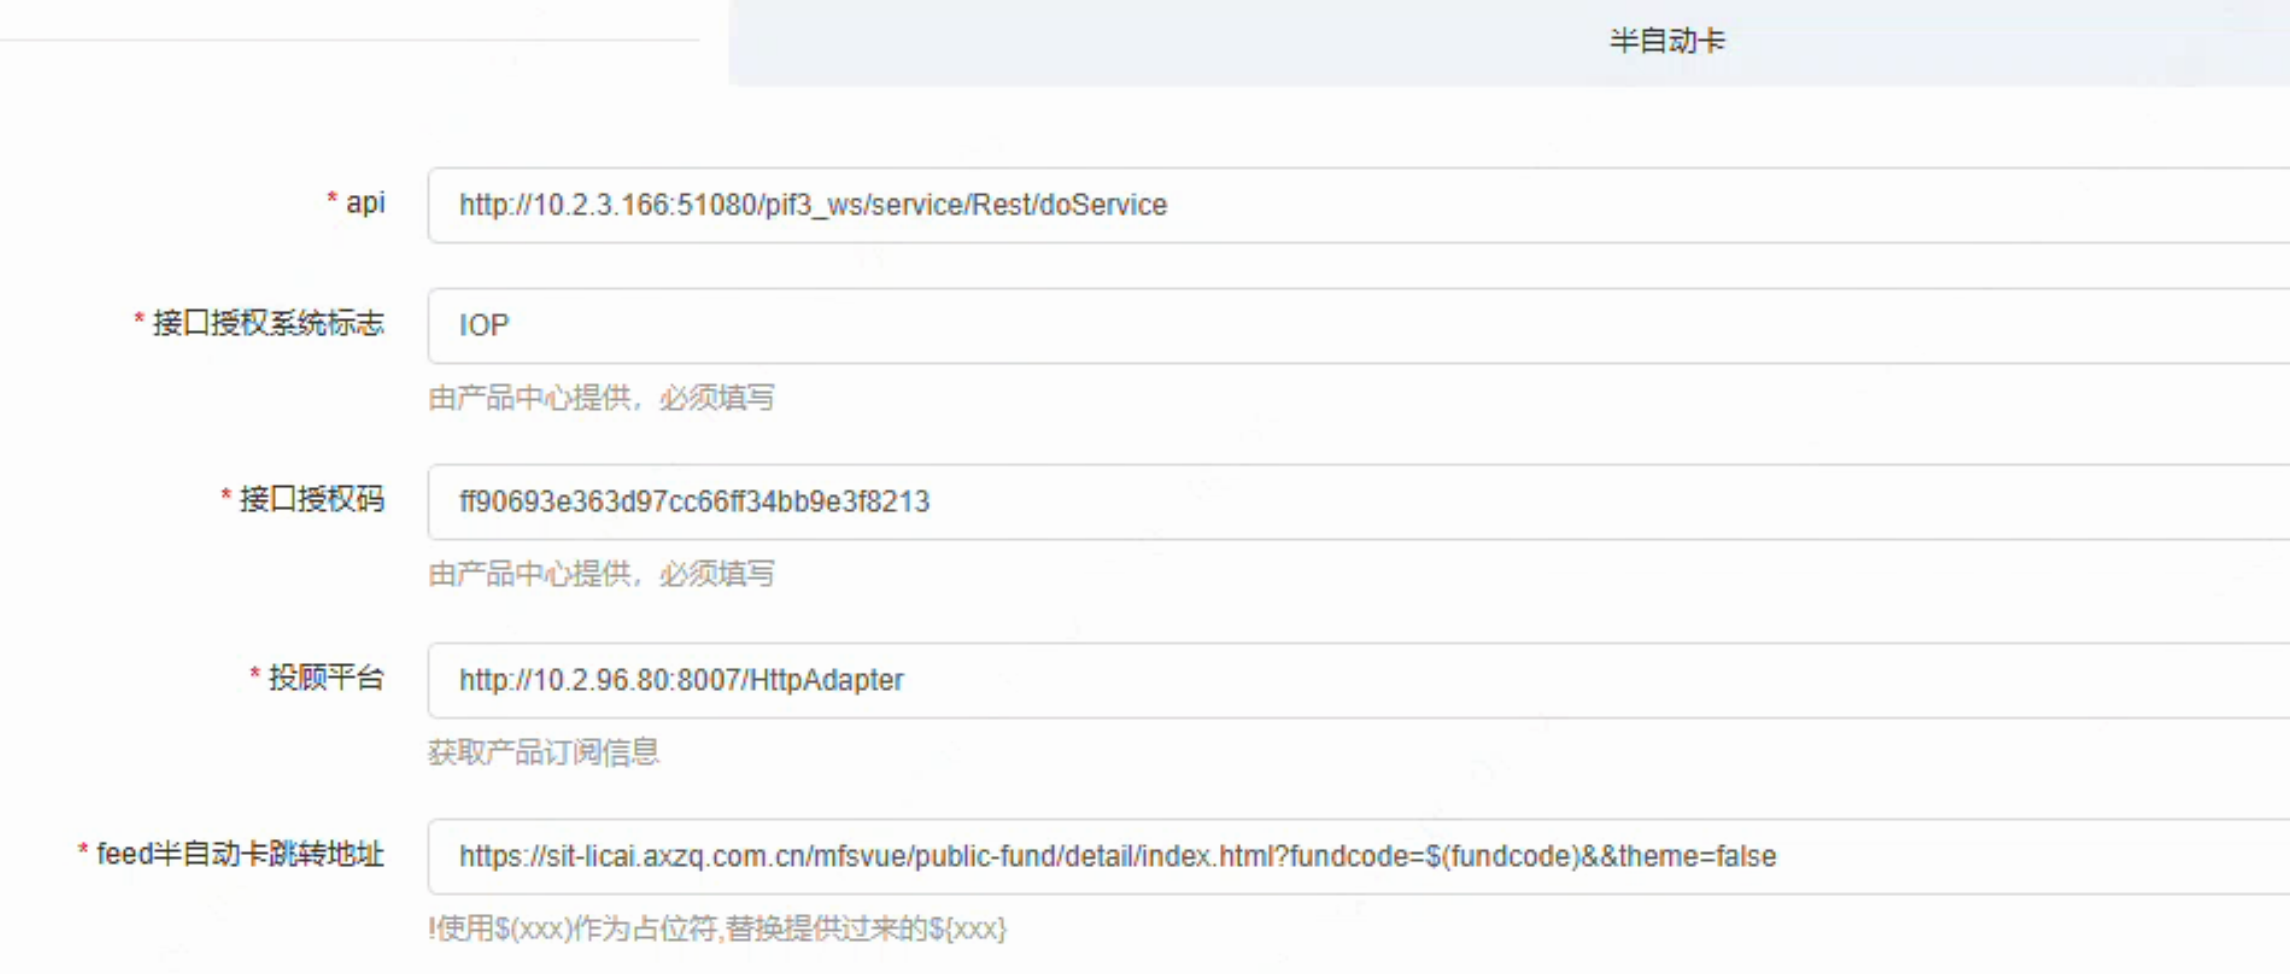 半自动卡
* api
http://10.2.3.166:51080/pif3_ws/service/Rest/doService
* 接口授权系统标志
IOP
由产品中心提供，必须填写
* 接口授权码
ff90693e363d97cc66ff34bb9e3f8213
由产品中心提供，必须填写
* 投顾平台
http://10.2.96.80:8007/HttpAdapter
获取产品订阅信息
* feed半自动卡跳转地址
https://sit-licai.axzq.com.cn/mfsvue/public-fund/detail/index.html?fundcode=$(fundcode)&&theme=false
!使用$(xxx)作为占位符,替换提供过来的${xxx}